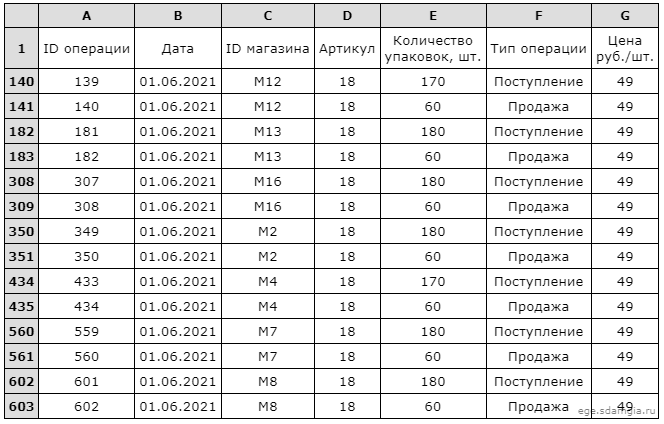 A B C D E F G
1 ID операции Дата ID магазина Артикул Количество упаковок, шт. Тип операции Цена руб./шт.
140 139 01.06.2021 M12 18 170 Поступление 49
141 140 01.06.2021 M12 18 60 Продажа 49
182 181 01.06.2021 M13 18 180 Поступление 49
183 182 01.06.2021 M13 18 60 Продажа 49
308 307 01.06.2021 M16 18 180 Поступление 49
309 308 01.06.2021 M16 18 60 Продажа 49
350 349 01.06.2021 M2 18 180 Поступление 49
351 350 01.06.2021 M2 18 60 Продажа 49
434 433 01.06.2021 M4 18 170 Поступление 49
435 434 01.06.2021 M4 18 60 Продажа 49
560 559 01.06.2021 M7 18 180 Поступление 49
561 560 01.06.2021 M7 18 60 Продажа 49
602 601 01.06.2021 M8 18 180 Поступление 49
603 602 01.06.2021 M8 18 60 Продажа 49
ege.sdamgia.ru